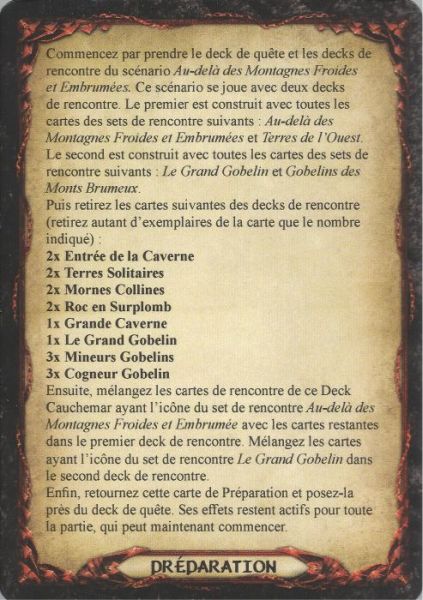 Commencez par prendre le deck de quête et les decks de
rencontre du scénario Au-delà des Montagnes Froides
et Embrumées. Ce scénario se joue avec deux decks
de rencontre. Le premier est construit avec toutes les
cartes des sets de rencontre suivants : Au-delà des
Montagnes Froides et Embrumées et Terres de l'Ouest.
Le second est construit avec toutes les cartes des sets de
rencontre suivants : Le Grand Gobelin et Gobelins des
Monts Brumeux.
Puis retirez les cartes suivantes des decks de rencontre
(retirez autant d'exemplaires de la carte que le nombre
indiqué) :
2x Entrée de la Caverne
2x Terres Solitaires
2x Mornes Collines
2x Roc en Surplomb
1x Grande Caverne
1x Le Grand Gobelin
3x Mineurs Gobelins
3x Cogneur Gobelin
Ensuite, mélangez les cartes de rencontre de ce Deck
Cauchemar ayant l'icône du set de rencontre Au-delà des
Montagnes Froides et Embrumée avec les cartes restantes
dans le premier deck de rencontre. Mélangez les cartes
ayant l'icône du set de rencontre Le Grand Gobelin dans
le second deck de rencontre.
Enfin, retournez cette carte de Préparation et posez-la
près du deck de quête. Ses effets restent actifs pour toute
la partie, qui peut maintenant commencer.
PRÉPARATION